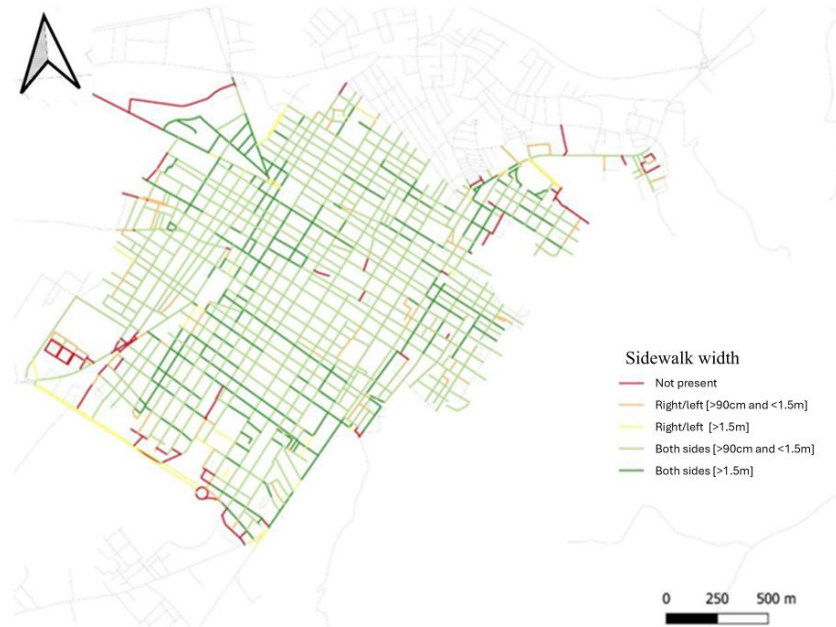 Sidewalk width
Not present
Right/left [>90cm and <1.5m]
Right/left [>1.5m]
Both sides [>90cm and <1.5m]
Both sides [>1.5m]
0 250 500 m